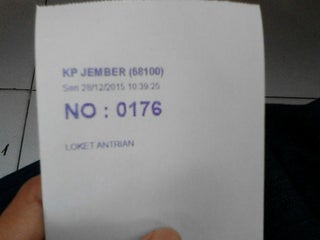 KP JEMBER (68100)
Sen 28/12/2015 10:39:25
NO : 0176
LOKET ANTRIAN